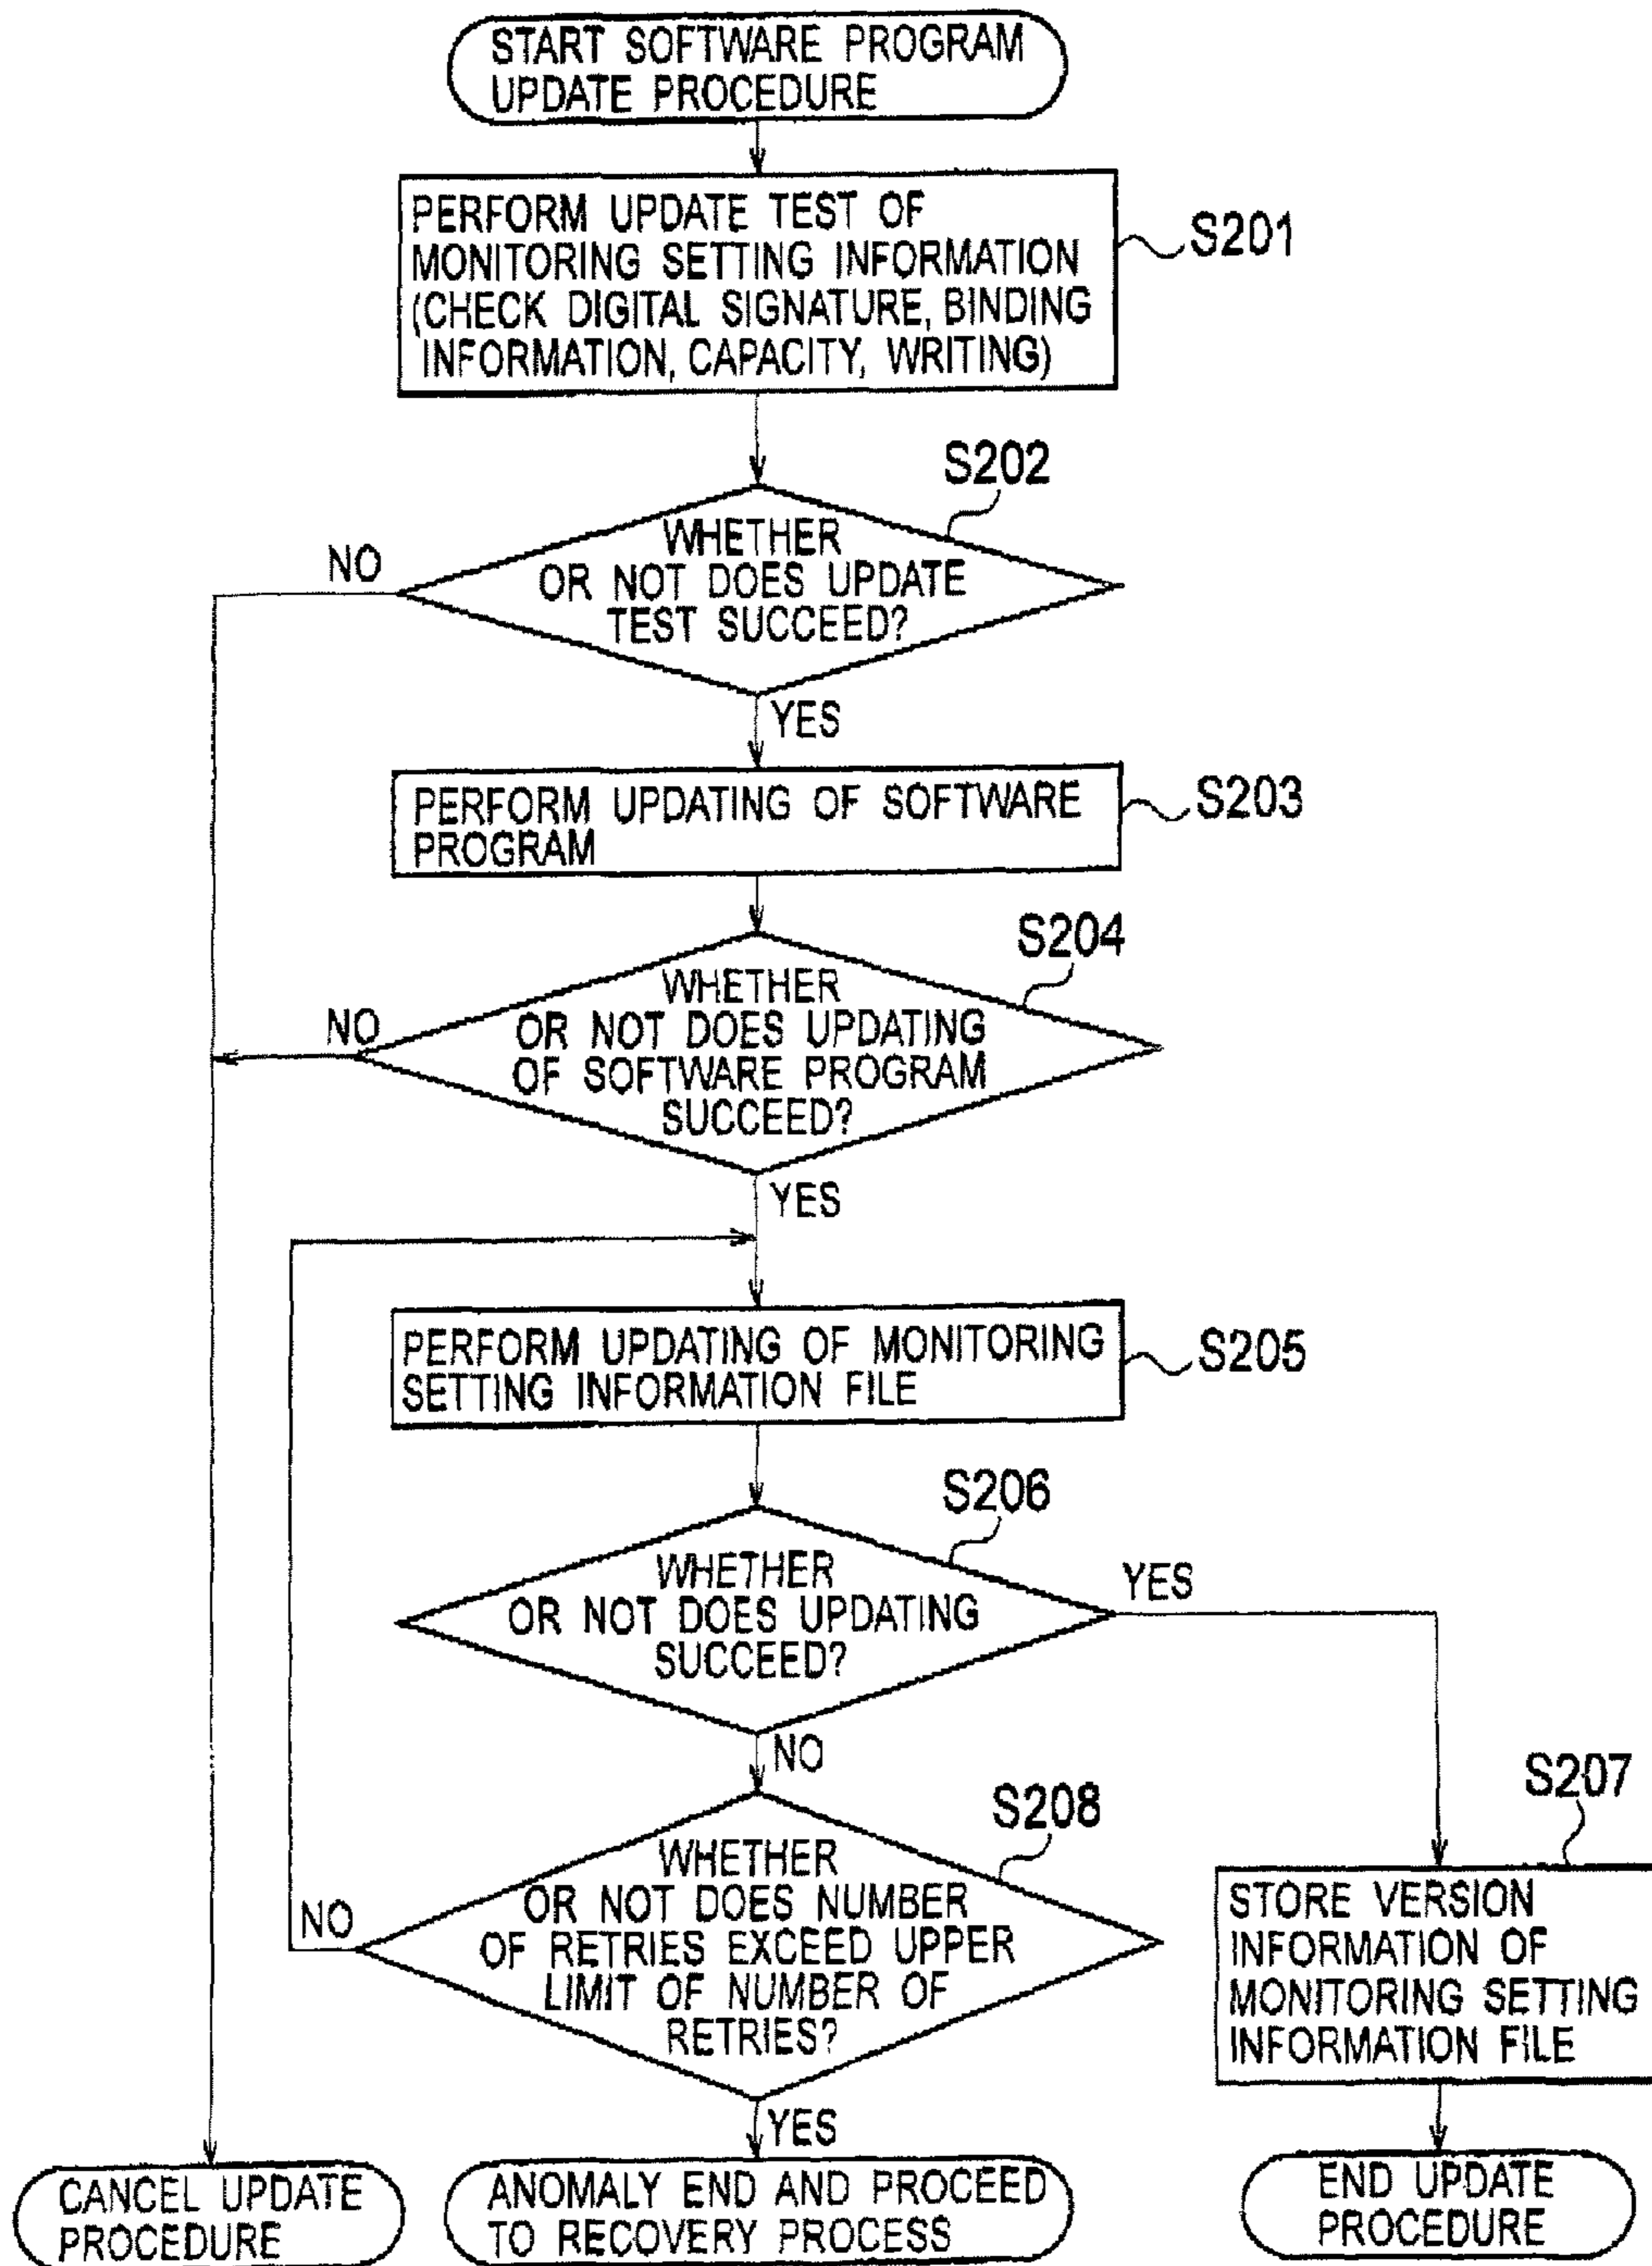 START SOFTWARE PROGRAM
UPDATE PROCEDURE
PERFORM UPDATE TEST OF
MONITORING SETTING INFORMATION
(CHECK DIGITAL SIGNATURE, BINDING
INFORMATION, CAPACITY, WRITING)
S201
S202
WHETHER
OR NOT DOES UPDATE
TEST SUCCEED?
NO
YES
PERFORM UPDATING OF SOFTWARE
PROGRAM
S203
S204
WHETHER
OR NOT DOES UPDATING
OF SOFTWARE PROGRAM
SUCCEED?
NO
YES
PERFORM UPDATING OF MONITORING
SETTING INFORMATION FILE
S205
S206
WHETHER
OR NOT DOES UPDATING
SUCCEED?
YES
NO
S208
WHETHER
OR NOT DOES NUMBER
OF RETRIES EXCEED UPPER
LIMIT OF NUMBER OF
RETRIES?
NO
YES
S207
STORE VERSION
INFORMATION OF
MONITORING SETTING
INFORMATION FILE
CANCEL UPDATE
PROCEDURE
ANOMALY END AND PROCEED
TO RECOVERY PROCESS
END UPDATE
PROCEDURE